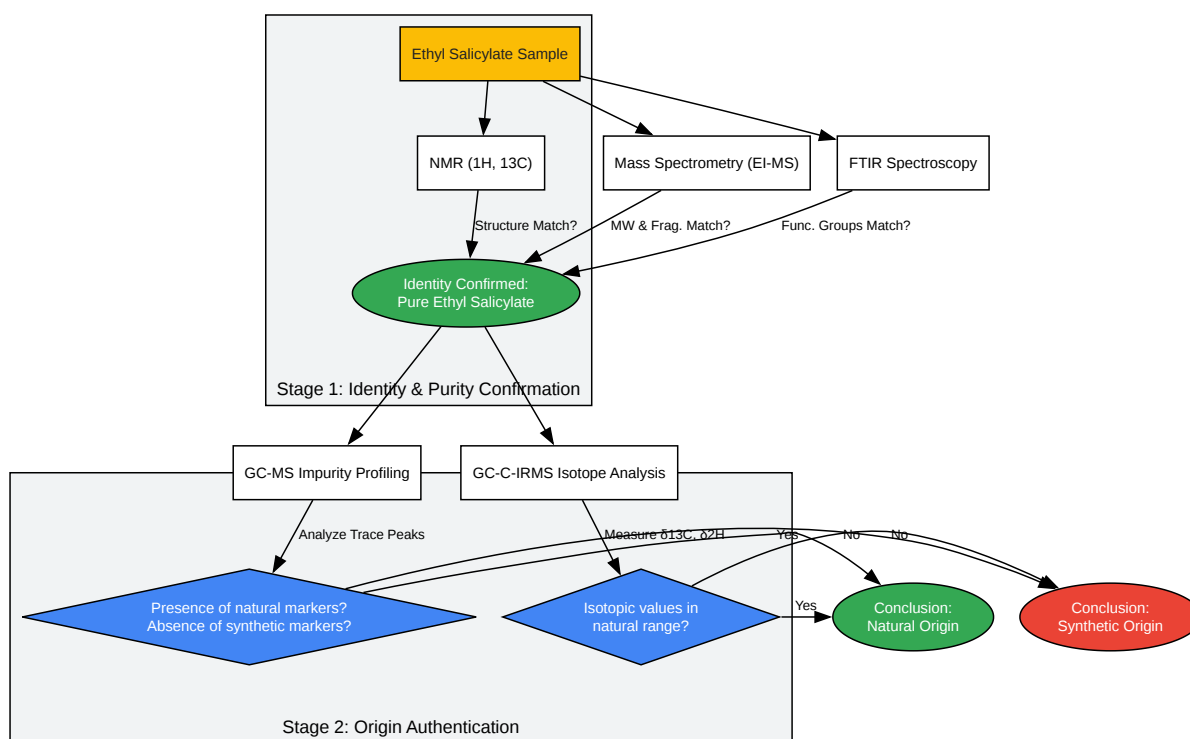 Ethyl Salicylate Sample
NMR (1H, 13C)
Mass Spectrometry (EI-MS)
FTIR Spectroscopy
Structure Match?
MW & Frag. Match?
Func. Groups Match?
Identity Confirmed:
Pure Ethyl Salicylate
Stage 1: Identity & Purity Confirmation
GC-MS Impurity Profiling
GC-C-IRMS Isotope Analysis
Analyze Trace Peaks
Measure δ13C, δ2H
Yes
No
No
Presence of natural markers?
Absence of synthetic markers?
Isotopic values in
natural range?
Yes
Conclusion:
Natural Origin
Conclusion:
Synthetic Origin
Stage 2: Origin Authentication